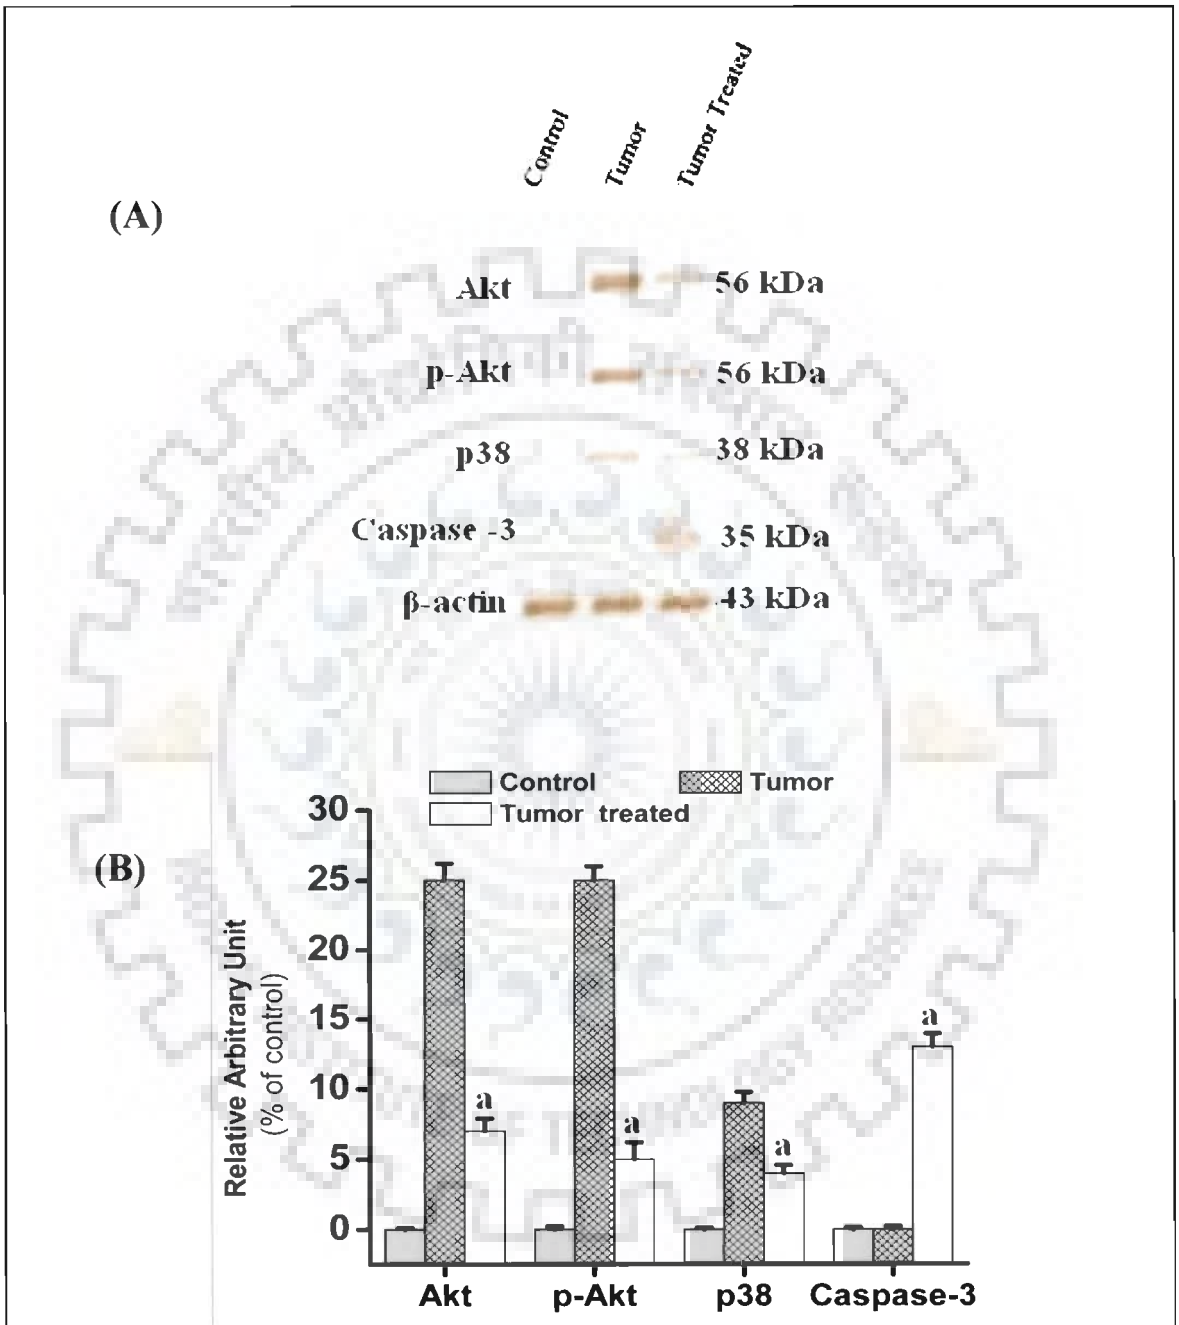 Control
Tumor
Tumor Treated
(A)
Akt 56 kDa
p-Akt 56 kDa
p38 38 kDa
Caspase -3 35 kDa
β-actin 43 kDa
Control Tumor
Tumor treated
(B)
Relative Arbitrary Unit
(% of control)
30
25
20
15
10
5
0
a
a
a
a
Akt p-Akt p38 Caspase-3